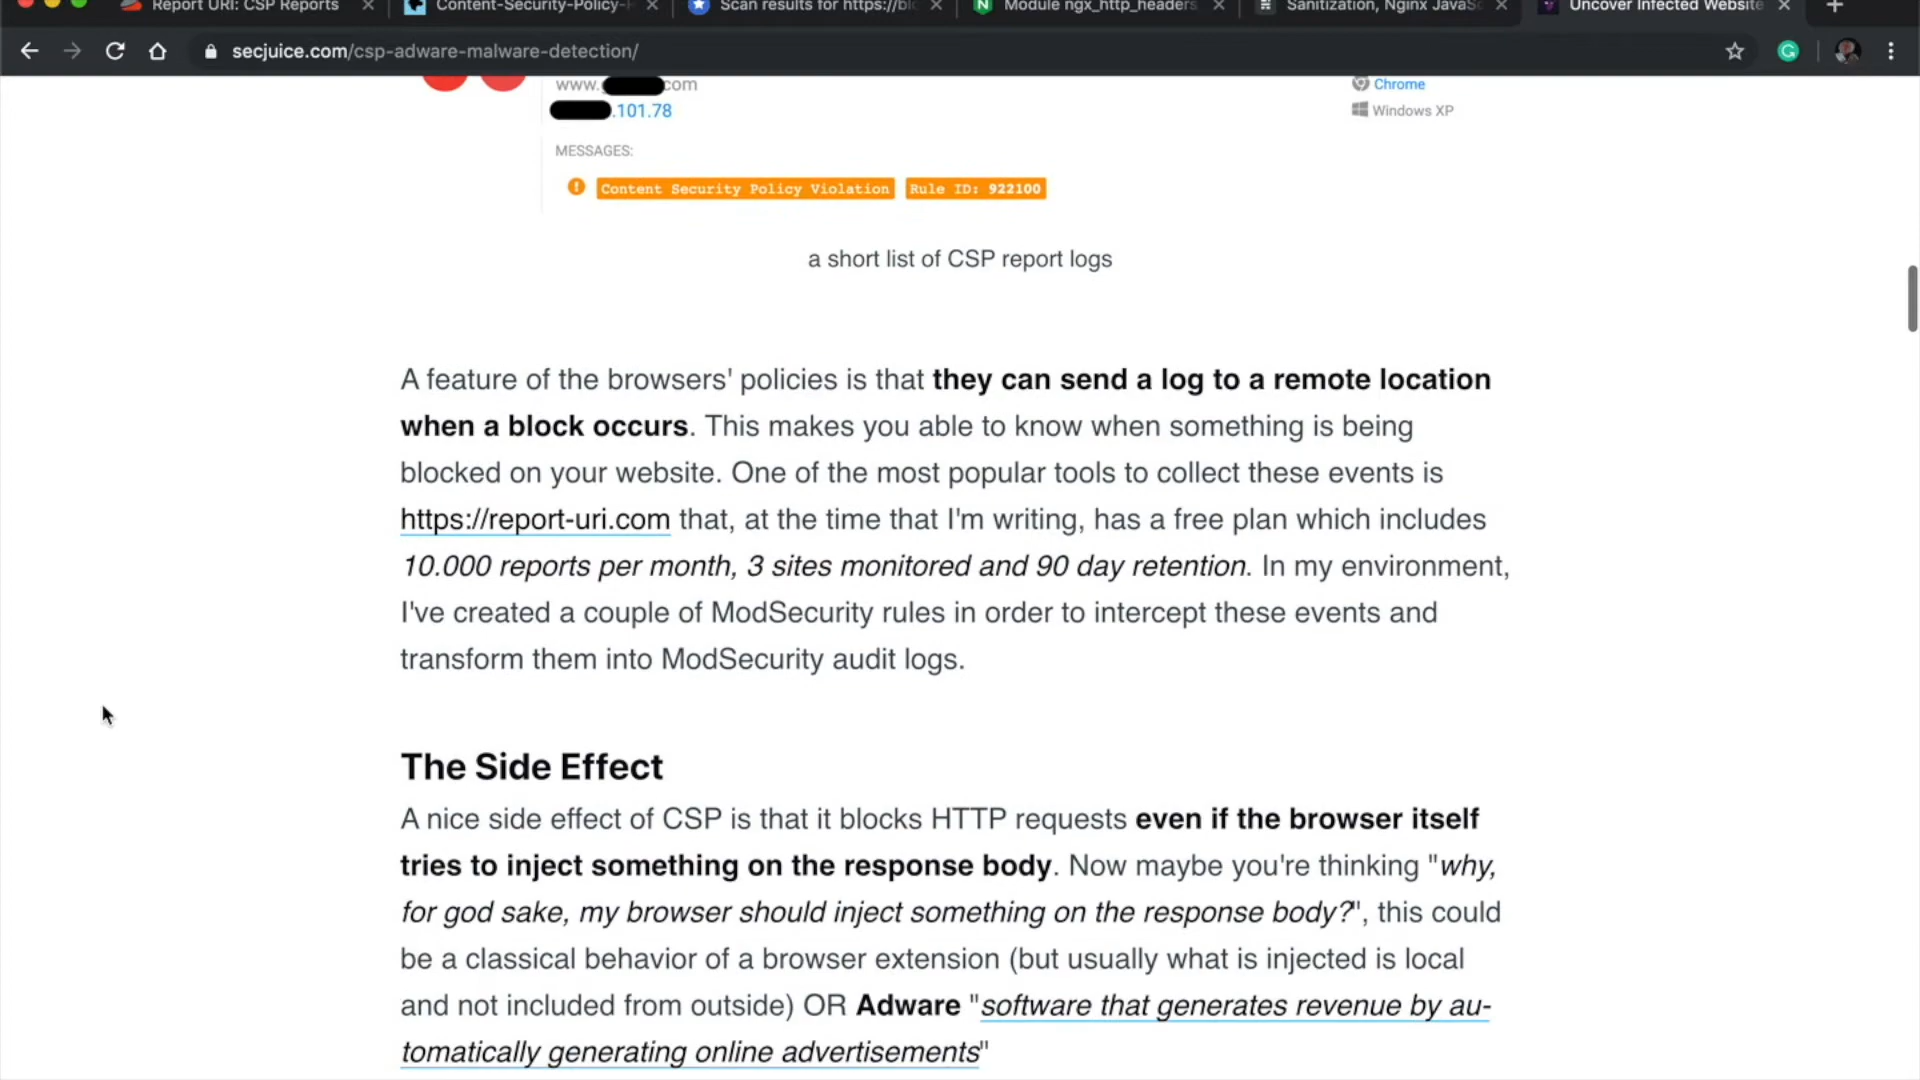 Report URI: CSP Reports
Content-Security-Policy-
Scan results for https://bl
Module ngx_http_headers
Sanitization, Nginx JavaSc
Uncover Infected Website
secjuice.com/csp-adware-malware-detection/
www. com
.101.78
Chrome
Windows XP
MESSAGES:
Content Security Policy Violation Rule ID: 922100
a short list of CSP report logs
A feature of the browsers' policies is that they can send a log to a remote location
when a block occurs. This makes you able to know when something is being
blocked on your website. One of the most popular tools to collect these events is
https://report-uri.com that, at the time that I'm writing, has a free plan which includes
10.000 reports per month, 3 sites monitored and 90 day retention. In my environment,
I've created a couple of ModSecurity rules in order to intercept these events and
transform them into ModSecurity audit logs.
The Side Effect
A nice side effect of CSP is that it blocks HTTP requests even if the browser itself
tries to inject something on the response body. Now maybe you're thinking "why,
for god sake, my browser should inject something on the response body?", this could
be a classical behavior of a browser extension (but usually what is injected is local
and not included from outside) OR Adware "software that generates revenue by au-
tomatically generating online advertisements"